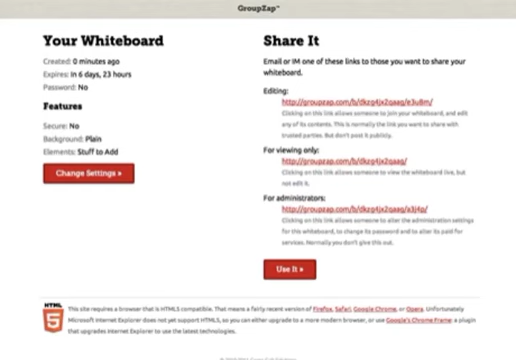 GroupZap™
Your Whiteboard
Created: 0 minutes ago
Expires: In 6 days, 23 hours
Password: No
Features
Secure: No
Background: Plain
Elements: Stuff to Add
Change Settings »
Share It
Email or IM one of these links to those you want to share your
whiteboard.
Editing:
Clicking on this link allows someone to join your whiteboard, and edit
any of its contents. This is normally the link you want to share with
trusted parties. But don't post it publicly.
For viewing only:
Clicking on this link allows someone to view the whiteboard live, but
not edit it.
For administrators:
Clicking on this link allows someone to alter the administration settings
for this whiteboard, to change its password and to alter its paid for
services. Normally you don't give this out.
Use It »
HTML
5
This site requires a browser that is HTML5 compatible. That means a fairly recent version of Firefox, Safari, Google Chrome, or Opera. Unfortunately
Microsoft Internet Explorer does not yet support HTML5, so you can either upgrade to a more modern browser, or use Google's Chrome Frame: a plugin
that upgrades Internet Explorer to use the latest technologies.